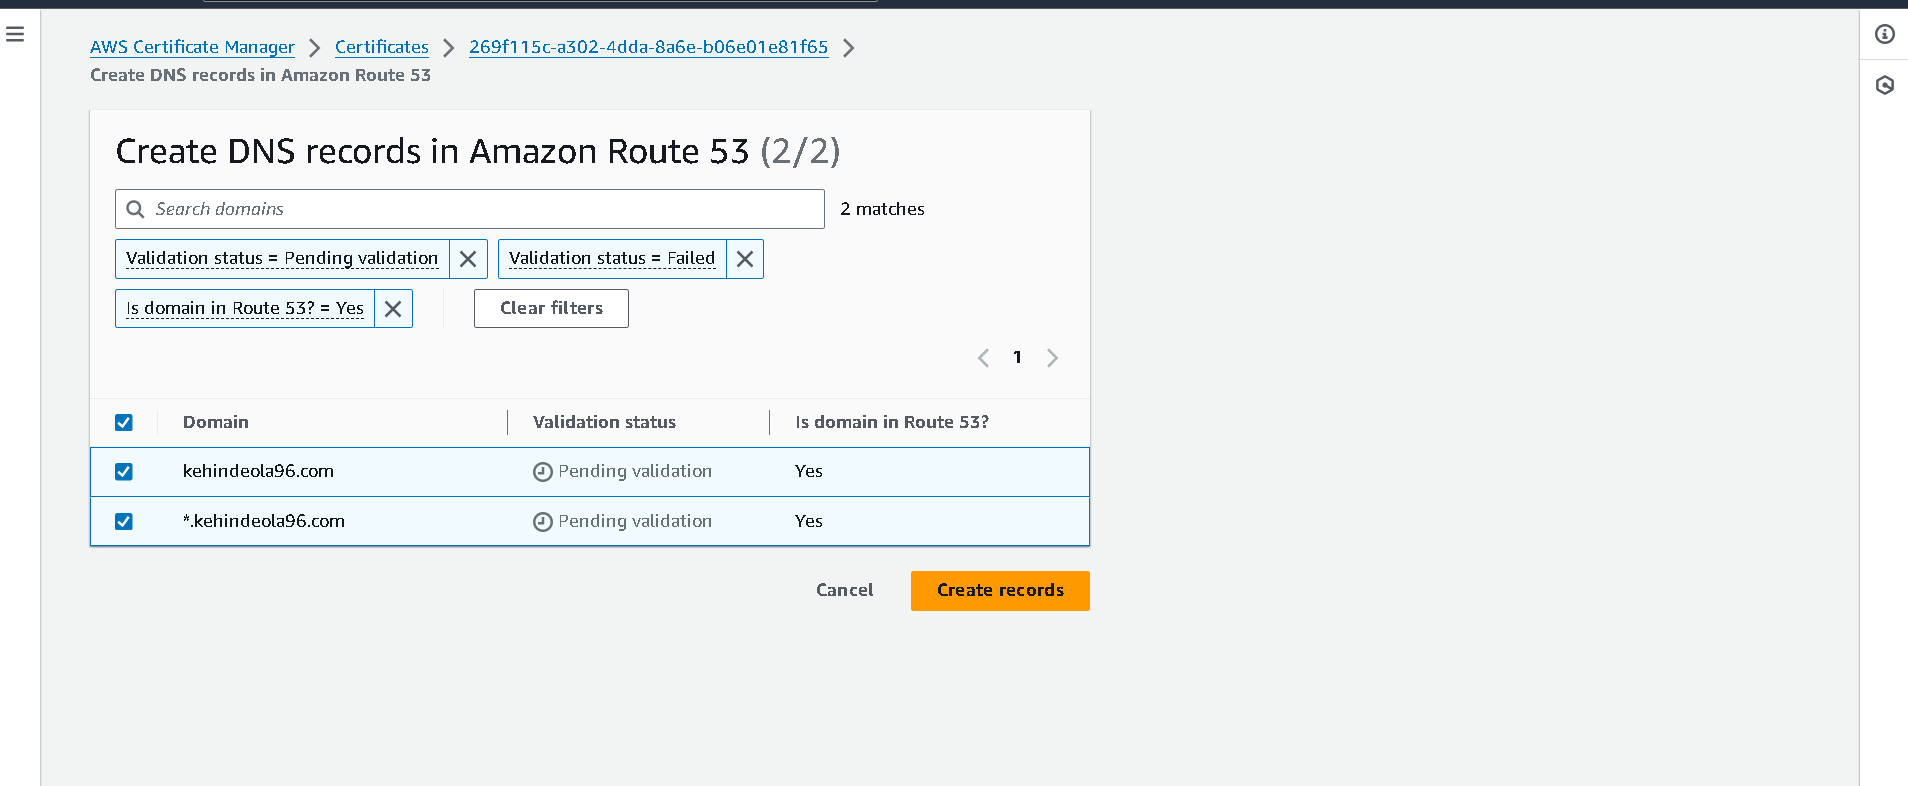 AWS Certificate Manager > Certificates > 269f115c-a302-4dda-8a6e-b06e01e81f65 >
Create DNS records in Amazon Route 53
Create DNS records in Amazon Route 53 (2/2)
Search domains
2 matches
Validation status = Pending validation
Validation status = Failed
Is domain in Route 53? = Yes
Clear filters
1
Domain Validation status Is domain in Route 53?
kehindeola96.com Pending validation Yes
*.kehindeola96.com Pending validation Yes
Cancel Create records